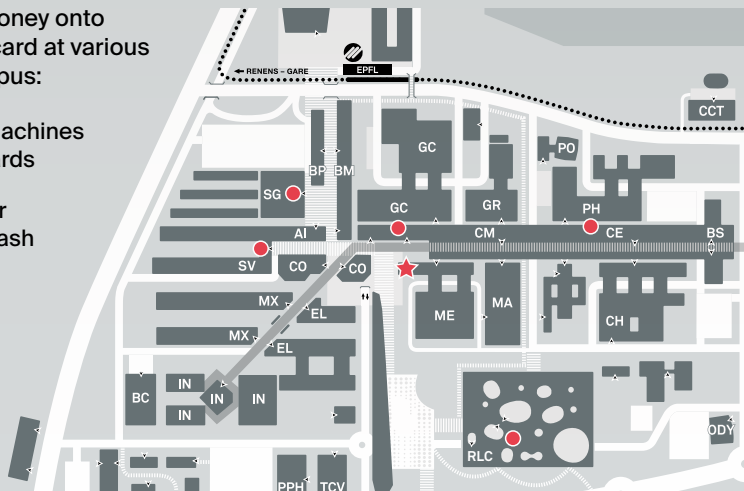 oney onto
card at various
pus:
achines
ards
r
ash
RENENS – GARE
EPFL
CCT
GC
PO
BP
BM
SG
GC
GR
PH
AI
CM
CE
BS
SV
CO
CO
MX
EL
ME
MA
CH
MX
EL
IN
IN
IN
IN
BC
RLC
ODY
PPH
TCV